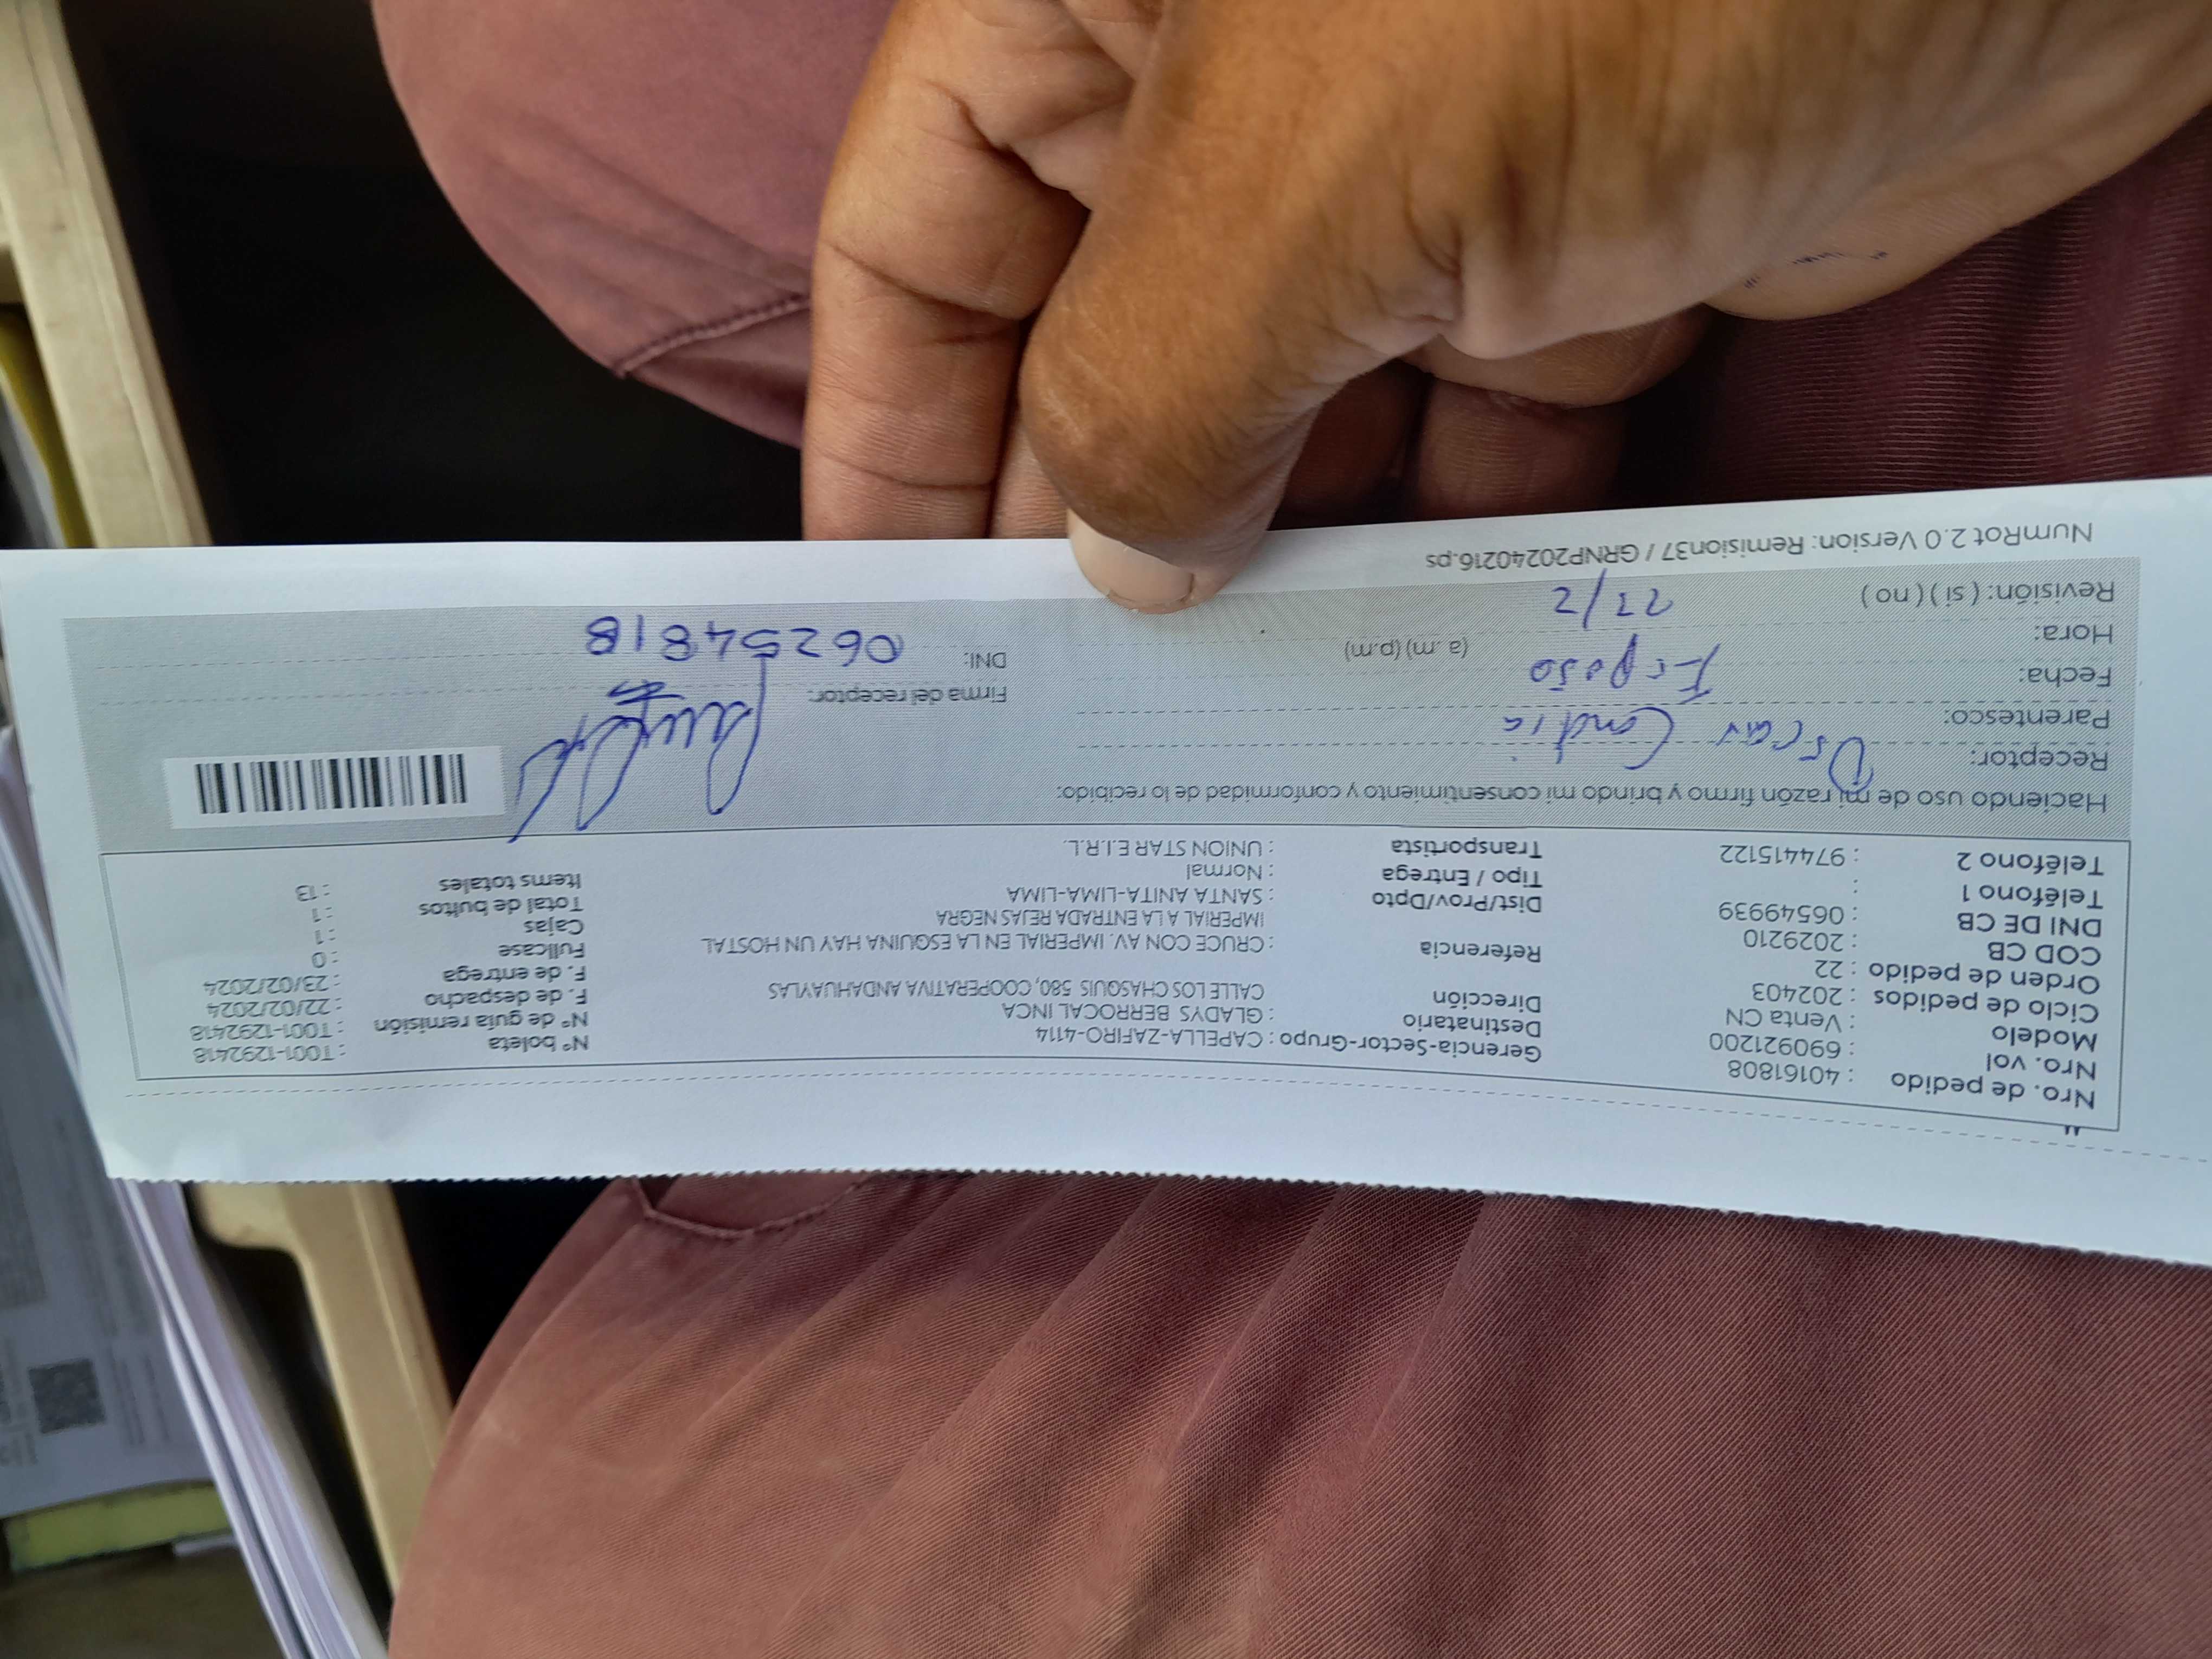 Nro. de pedido : 40161808
Nro. vol : 690921200
Modelo : Venta CN
Ciclo de pedidos : 202403
Orden de pedido : 22
COD CB : 2029210
DNI DE CB : 06549939
Teléfono 1 :
Teléfono 2 : 974415122
Gerencia-Sector-Grupo : CAPELLA-ZAFIRO-4114
Destinatario : GLADYS BERROCAL INCA
Dirección : CALLE LOS CHASQUIS 580, COOPERATIVA ANDAHUAYLAS
Referencia : CRUCE CON AV. IMPERIAL EN LA ESQUINA HAY UN HOSTAL
IMPERIAL A LA ENTRADA REJAS NEGRA
Dist/Prov/Dpto : SANTA ANITA-LIMA-LIMA
Tipo / Entrega : Normal
Transportista : UNION STAR E.I.R.L.
N° boleta : T001-1292418
N° de guía remisión : T001-1292418
F. de despacho : 22/02/2024
F. de entrega : 23/02/2024
Fullcase : 0
Cajas : 1
Total de bultos : 1
Items totales : 13
Haciendo uso de mi razón firmo y brindo mi consentimiento y conformidad de lo recibido:
Receptor: Oscar
Parentesco: Esposo
Fecha:
Hora: (a. m) (p.m)
Revisión: ( si ) ( no )
Firma del receptor:
DNI: 06254818
NumRot 2.0 Version: Remision37 / GRNP20240216.ps